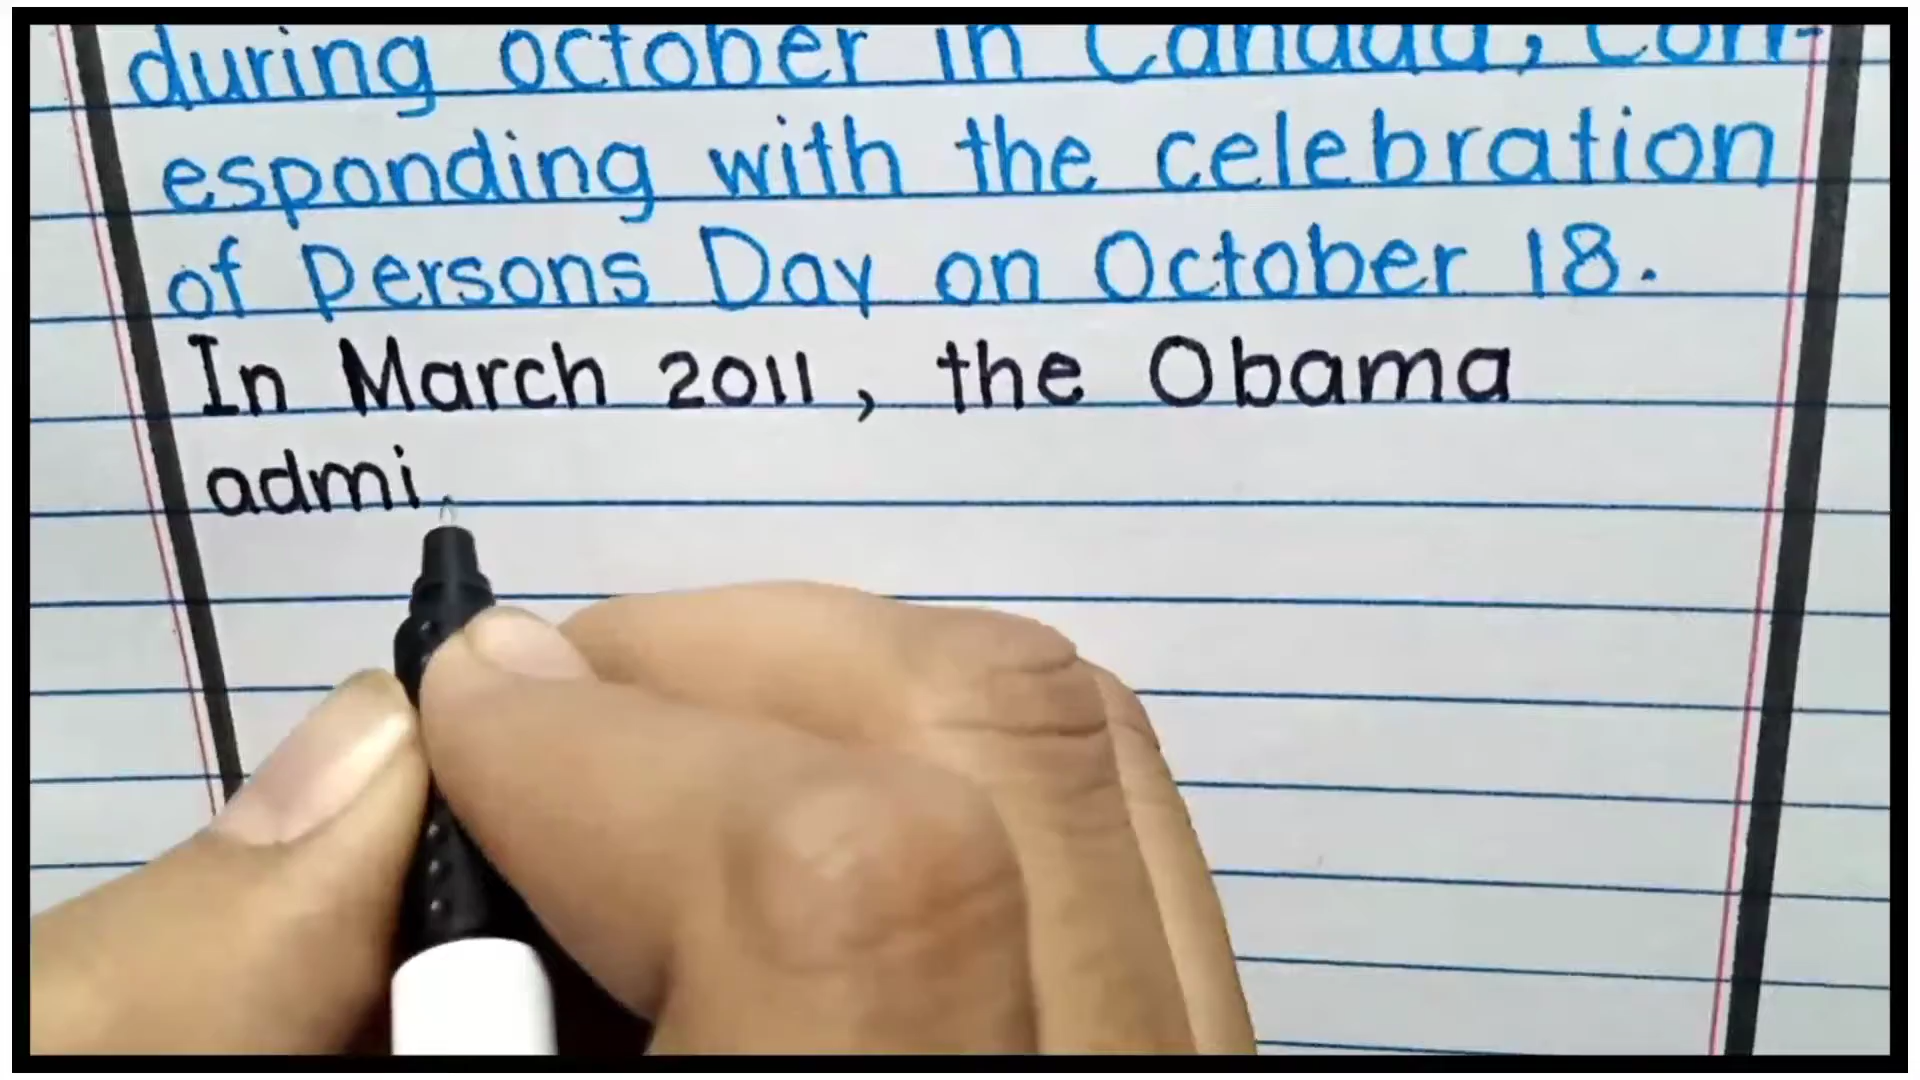 during october in Canada, con-
esponding with the celebration
of Persons Day on October 18.
In March 2011, the Obama
admi